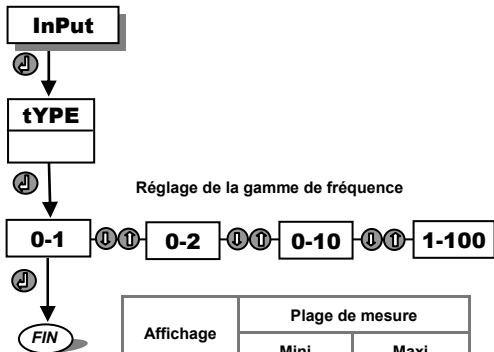 InPut
tYPE
Réglage de la gamme de fréquence
0-1 0-2 0-10 1-100
FIN
Plage de mesure
Affichage
Mini Maxi